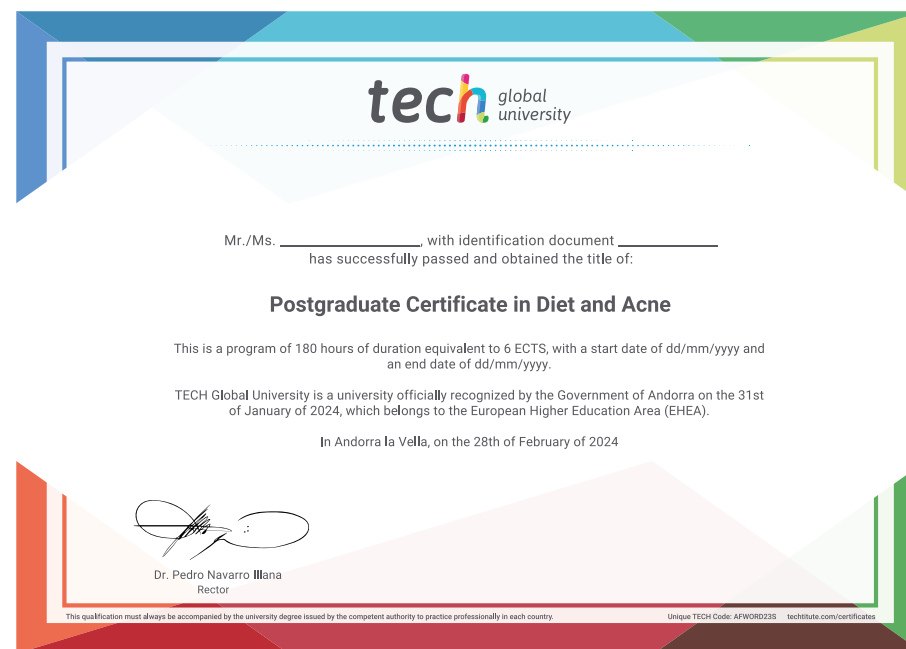 tech global
university
Mr./Ms. ____________________, with identification document ______________
has successfully passed and obtained the title of:
Postgraduate Certificate in Diet and Acne
This is a program of 180 hours of duration equivalent to 6 ECTS, with a start date of dd/mm/yyyy and
an end date of dd/mm/yyyy.
TECH Global University is a university officially recognized by the Government of Andorra on the 31st
of January of 2024, which belongs to the European Higher Education Area (EHEA).
In Andorra la Vella, on the 28th of February of 2024
Dr. Pedro Navarro Illana
Rector
This qualification must always be accompanied by the university degree issued by the competent authority to practice professionally in each country.
Unique TECH Code: AFWORD23S techtitute.com/certificates